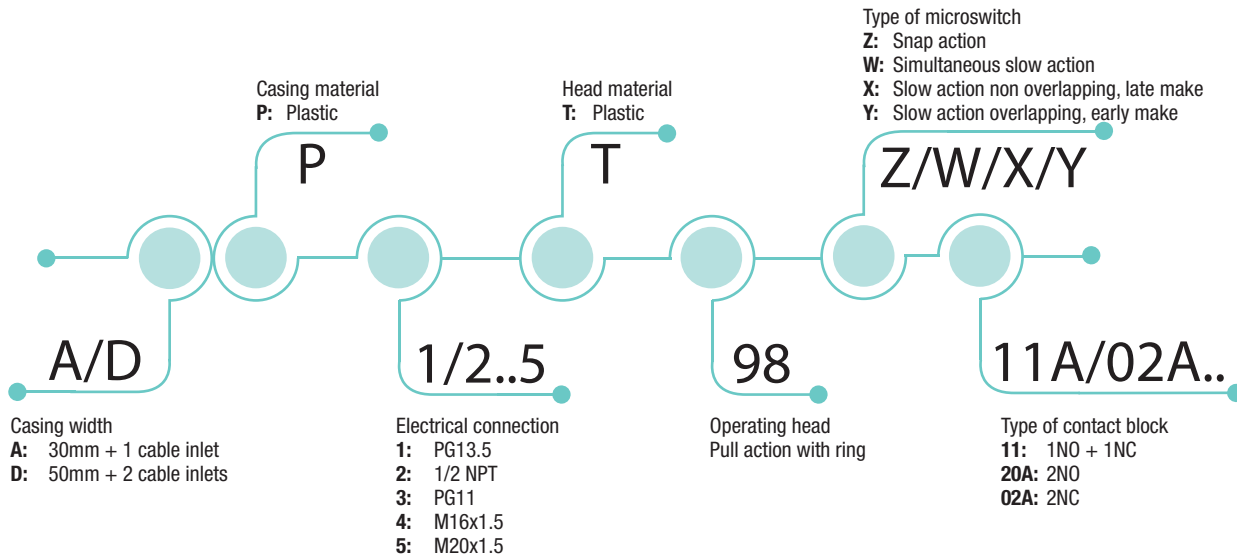 Type of microswitch
Z: Snap action
W: Simultaneous slow action
X: Slow action non overlapping, late make
Y: Slow action overlapping, early make
Casing material
P: Plastic
Head material
T: Plastic
P
T
Z/W/X/Y
A/D
1/2..5
98
11A/02A..
Casing width
A: 30mm + 1 cable inlet
D: 50mm + 2 cable inlets
Electrical connection
1: PG13.5
2: 1/2 NPT
3: PG11
4: M16x1.5
5: M20x1.5
Operating head
Pull action with ring
Type of contact block
11: 1NO + 1NC
20A: 2NO
02A: 2NC